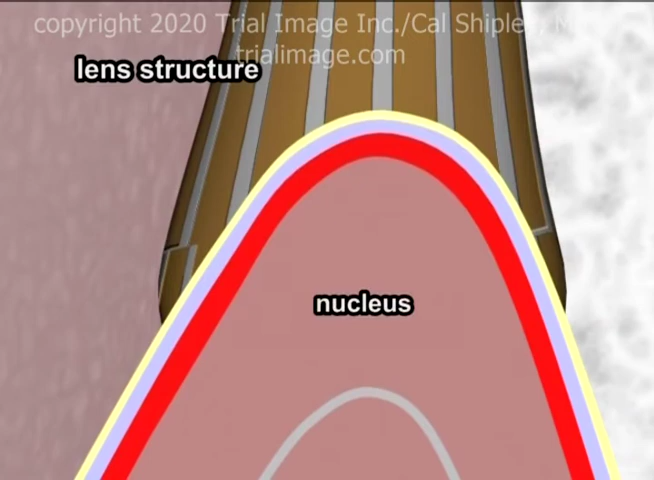 copyright 2020 Trial Image Inc./Cal Shipley, M
trialimage.com
lens structure
nucleus